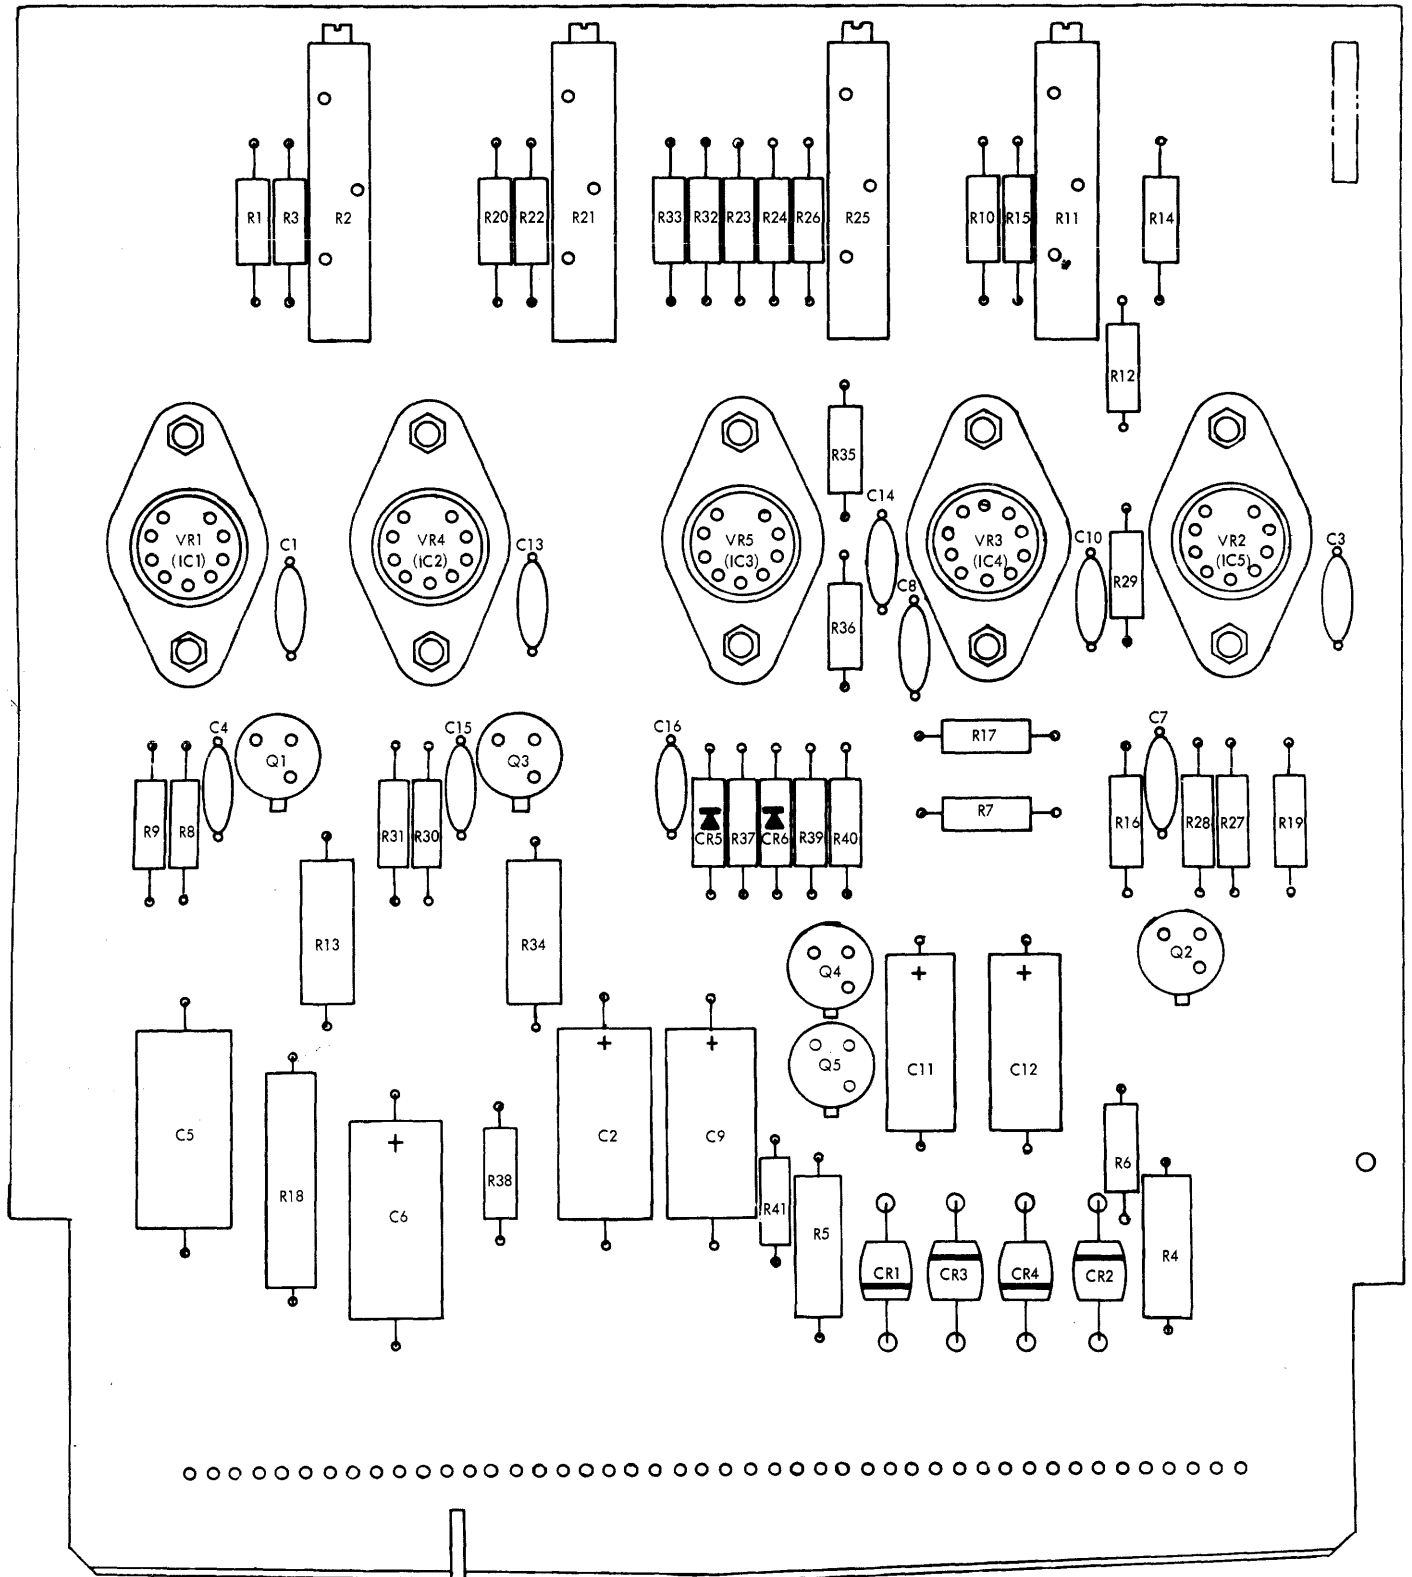 R1 R3 R2 R20 R22 R21 R33 R32 R23 R24 R26 R25 R10 R15 R11 R14
R12
R35
C14
VR1 (IC1)
C1
VR4 (IC2)
C13
VR5 (IC3)
VR3 (IC4)
C10
R29
VR2 (IC5)
C3
C8
R36
C4
Q1
C15
Q3
C16
R17
C7
R9 R8 R31 R30 CR5 R37 CR6 R39 R40 R7 R16 R28 R27 R19
R13 R34 Q4 Q2
+ +
Q5 C11 C12
+ +
C5 + C2 C9
R18 C6 R38 R41 R5 R6
CR1 CR3 CR4 CR2 R4